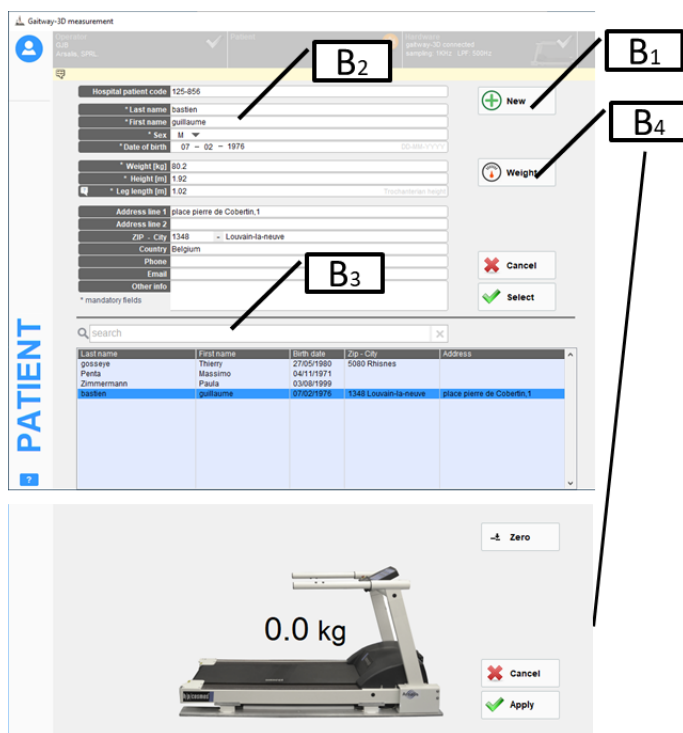 Gaitway-3D measurement
Operator
GJB
Arsalis, SPRL.
Patient
Hardware
gaitway-3D connected
sampling: 1KHz LPF: 500Hz
B1
B2
B4
Hospital patient code 125-856
New
* Last name bastien
* First name guillaume
* Sex M
* Date of birth 07 - 02 - 1976 DD-MM-YYYY
* Weight [kg] 80.2
Weight
* Height [m] 1.92
* Leg length [m] 1.02 Trochanterian height
Address line 1 place pierre de Cobertin,1
Address line 2
ZIP - City 1348 - Louvain-la-neuve
Country Belgium
Phone
B3
Cancel
Email
Other info
* mandatory fields
Select
search
PATIENT
Last name First name Birth date Zip - City Address
gosseye Thierry 27/05/1980 5080 Rhisnes
Penta Massimo 04/11/1971
Zimmermann Paula 03/08/1999
bastien guillaume 07/02/1976 1348 Louvain-la-neuve place pierre de Cobertin,1
?
Zero
0.0 kg
Cancel
h/p/cosmos
Apply